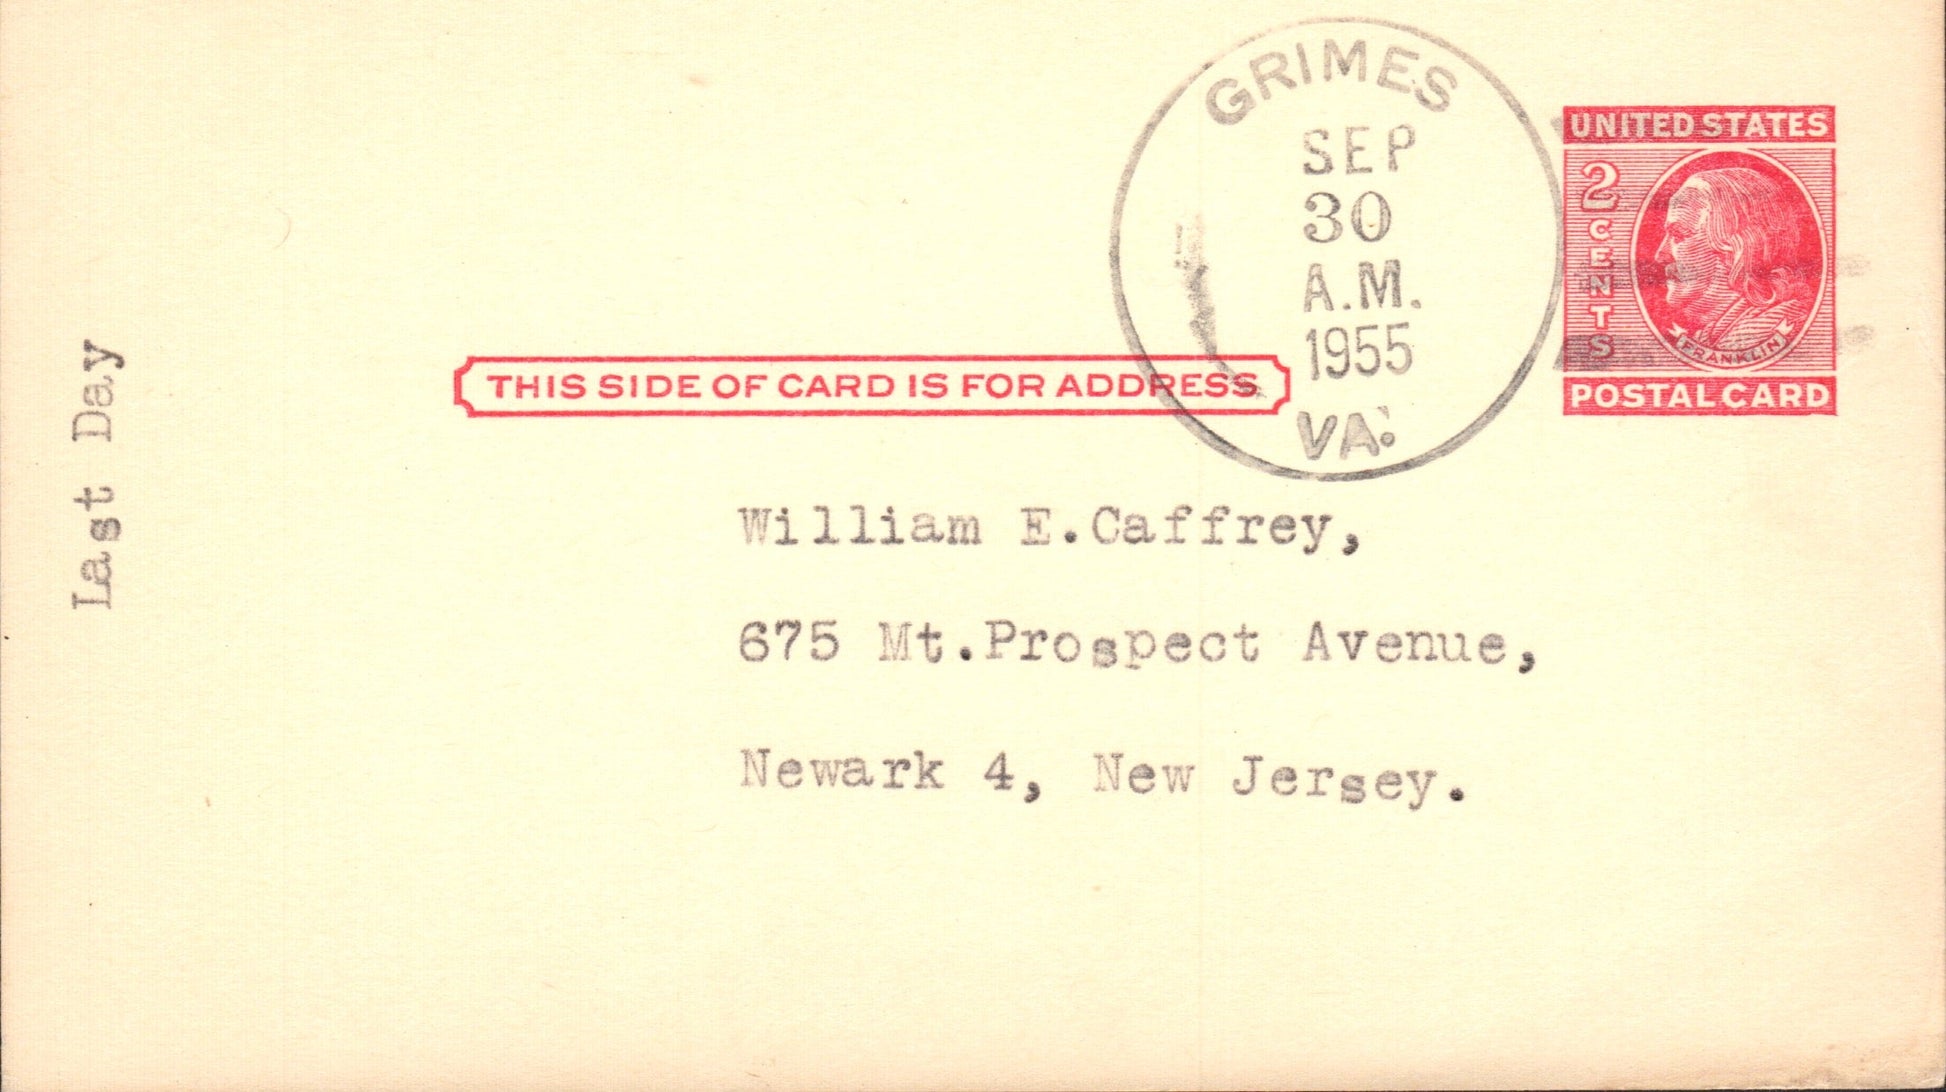 GRIMES
SEP
30
A.M.
1955
VA.
UNITED STATES
2 CENTS
FRANKLIN
POSTAL CARD
THIS SIDE OF CARD IS FOR ADDRESS
Last Day
William E.Caffrey,
675 Mt.Prospect Avenue,
Newark 4, New Jersey.